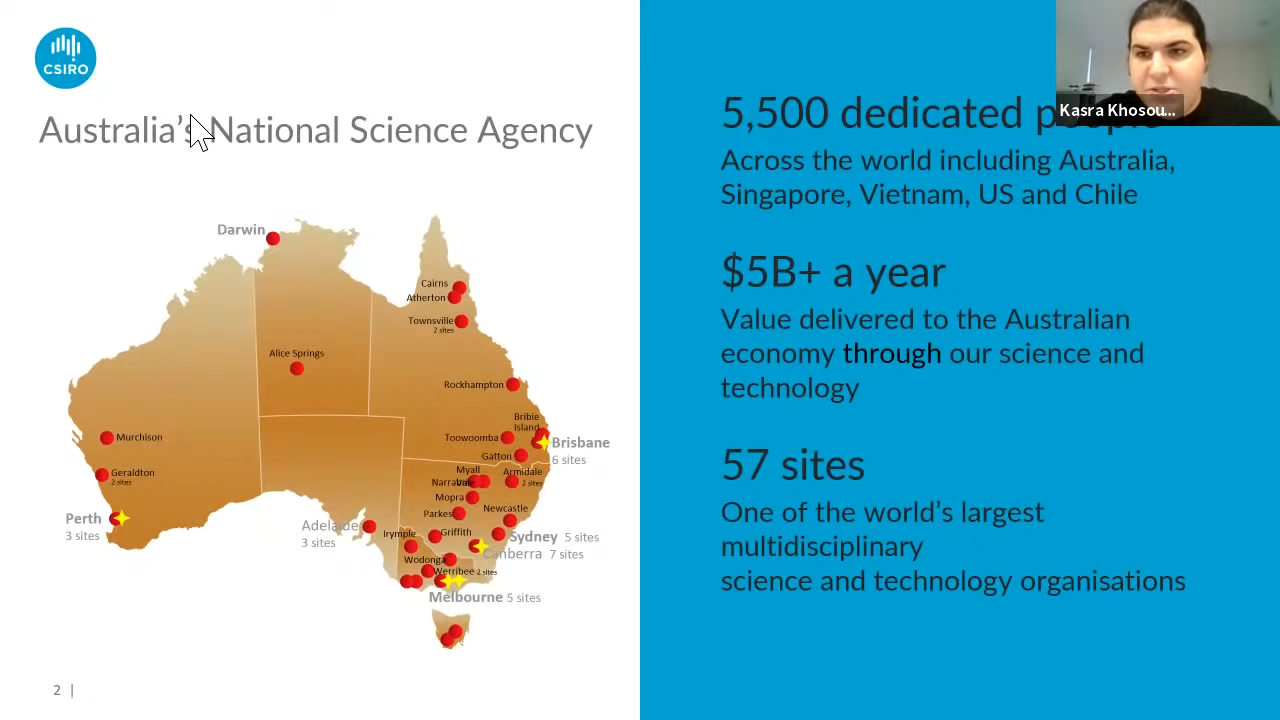 CSIRO
Australia's National Science Agency
Darwin
Cairns
Atherton
Townsville
2 sites
Alice Springs
Rockhampton
Bribie
Island
Murchison
Toowoomba
Brisbane
6 sites
Gatton
Geraldton
2 sites
Myall
Vale
Armidale
2 sites
Narrabri
Mopra
Parkes
Newcastle
Perth
3 sites
Adelaide
3 sites
Irymple
Griffith
Sydney 5 sites
Canberra 7 sites
Wodonga
Werribee 2 sites
Melbourne 5 sites
2 |
5,500 dedicated people
Across the world including Australia,
Singapore, Vietnam, US and Chile
$5B+ a year
Value delivered to the Australian
economy through our science and
technology
57 sites
One of the world's largest
multidisciplinary
science and technology organisations
Kasra Khosou...